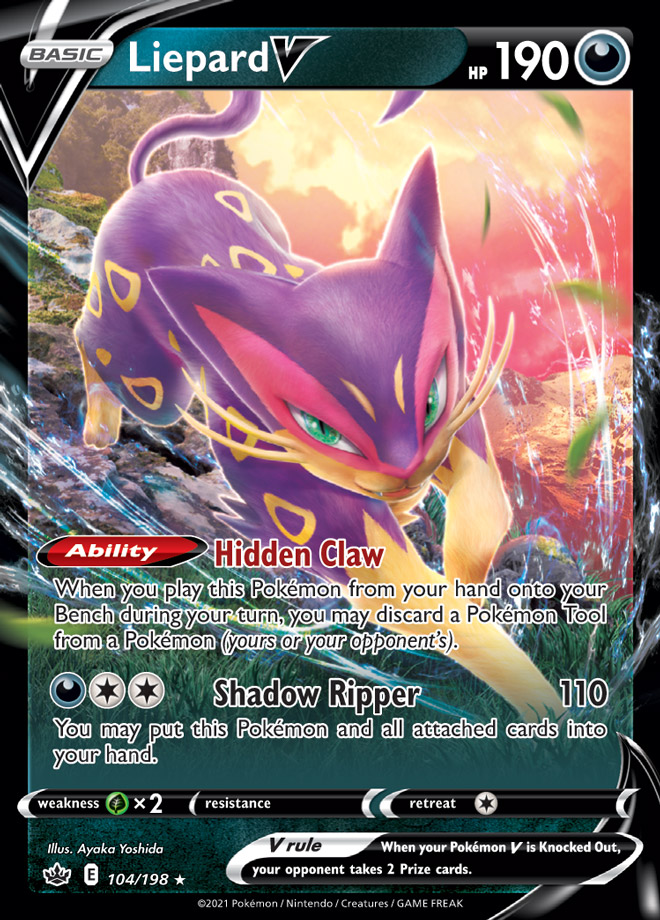 BASIC
Liepard V
HP 190
Ability Hidden Claw
When you play this Pokémon from your hand onto your
Bench during your turn, you may discard a Pokémon Tool
from a Pokémon (yours or your opponent's).
Shadow Ripper 110
You may put this Pokémon and all attached cards into
your hand.
weakness ×2 resistance retreat
Illus. Ayaka Yoshida
V rule When your Pokémon V is Knocked Out,
your opponent takes 2 Prize cards.
E 104/198 ★
©2021 Pokémon / Nintendo / Creatures / GAME FREAK